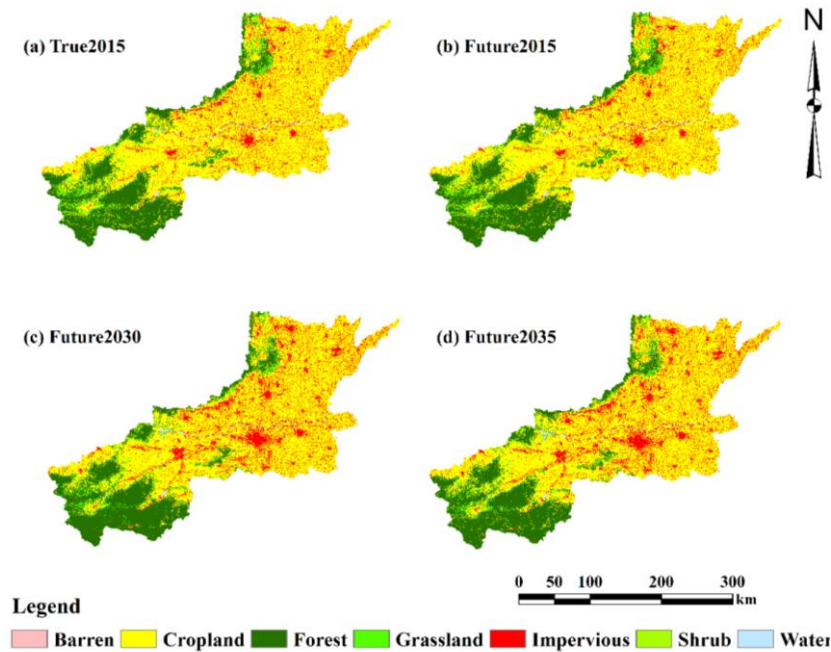 (a) True2015
(b) Future2015
N
(c) Future2030
(d) Future2035
0 50 100 200 300
km
Legend
Barren Cropland Forest Grassland Impervious Shrub Water